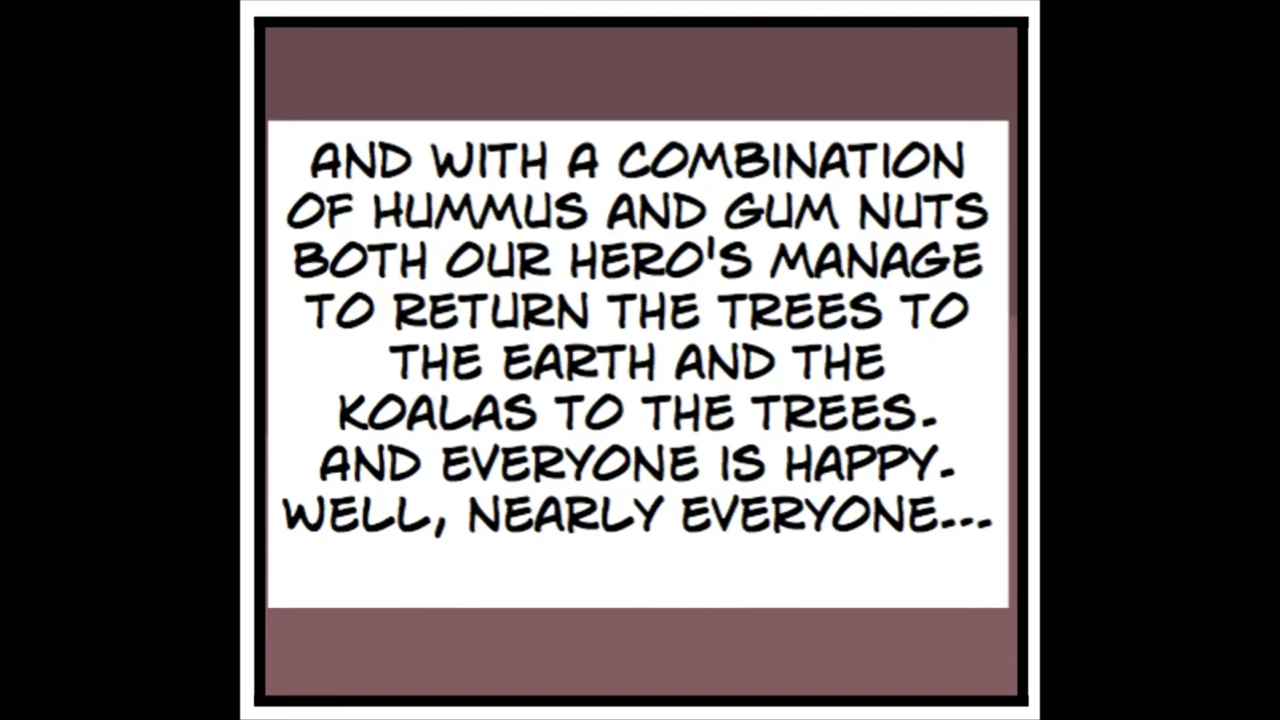 AND WITH A COMBINATION
OF HUMMUS AND GUM NUTS
BOTH OUR HERO'S MANAGE
TO RETURN THE TREES TO
THE EARTH AND THE
KOALAS TO THE TREES.
AND EVERYONE IS HAPPY.
WELL, NEARLY EVERYONE...